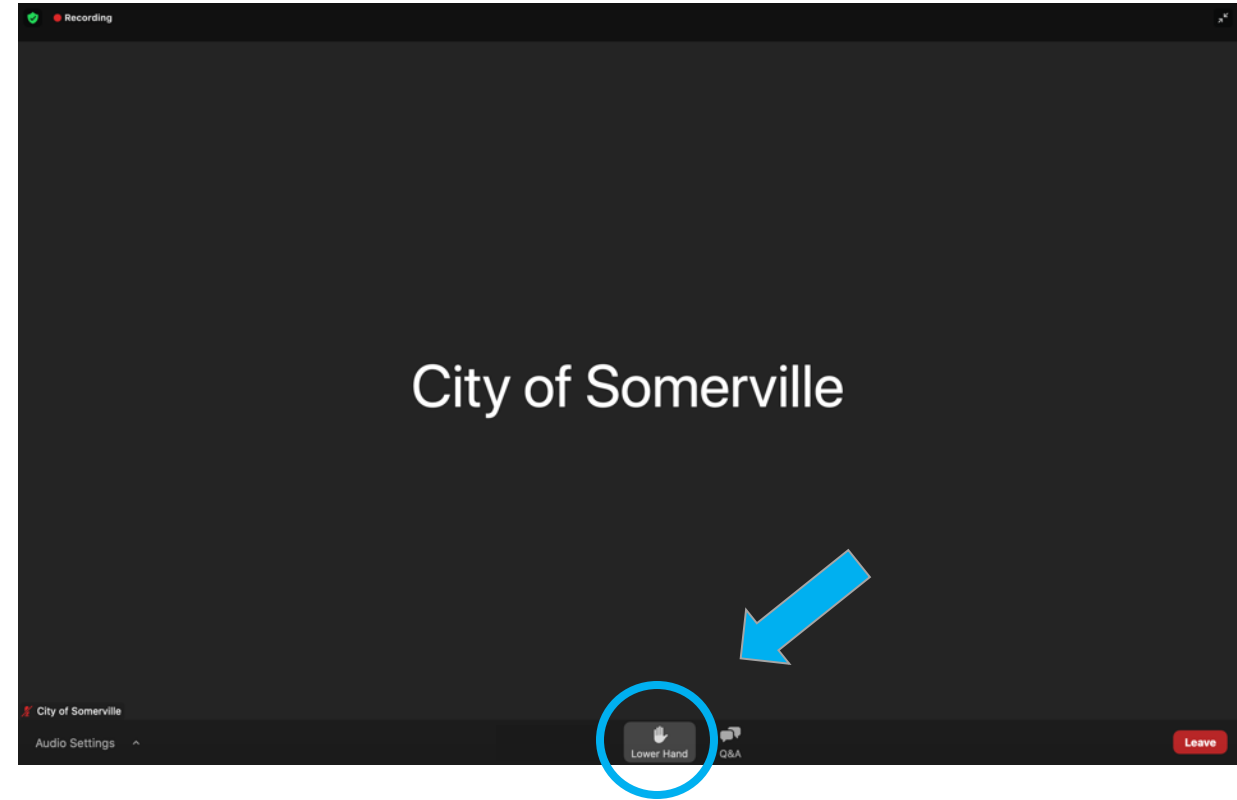 Recording
City of Somerville
City of Somerville
Audio Settings
Lower Hand
Q&A
Leave